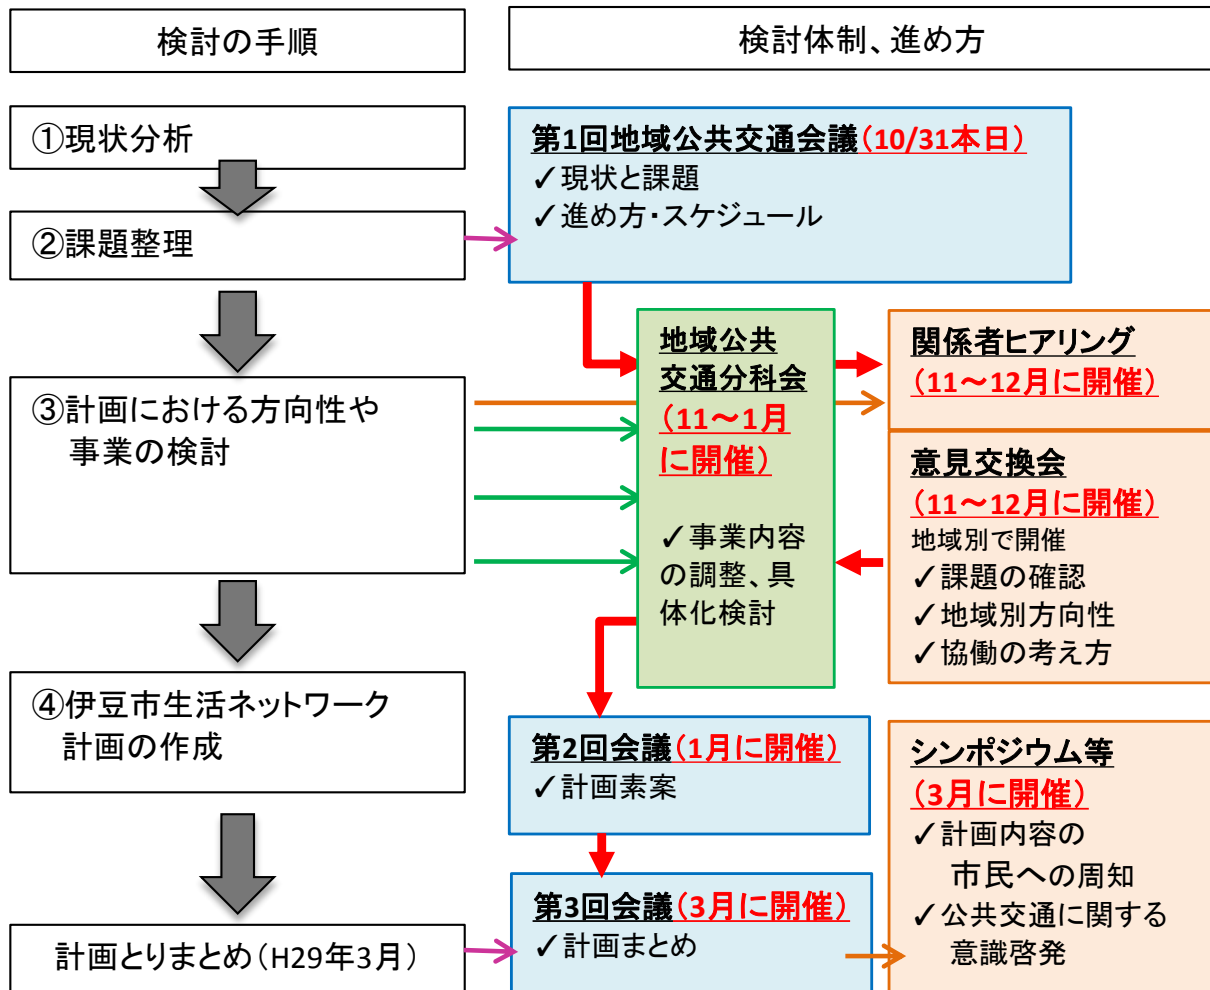 検討の手順
検討体制、進め方
①現状分析
②課題整理
③計画における方向性や
事業の検討
④伊豆市生活ネットワーク
計画の作成
計画とりまとめ(H29年3月)
第1回地域公共交通会議(10/31本日)
✓現状と課題
✓進め方・スケジュール
地域公共
交通分科会
(11～1月
に開催)
✓事業内容
の調整、具
体化検討
関係者ヒアリング
(11～12月に開催)
意見交換会
(11～12月に開催)
地域別で開催
✓課題の確認
✓地域別方向性
✓協働の考え方
第2回会議(1月に開催)
✓計画素案
第3回会議(3月に開催)
✓計画まとめ
シンポジウム等
(3月に開催)
✓計画内容の
市民への周知
✓公共交通に関する
意識啓発